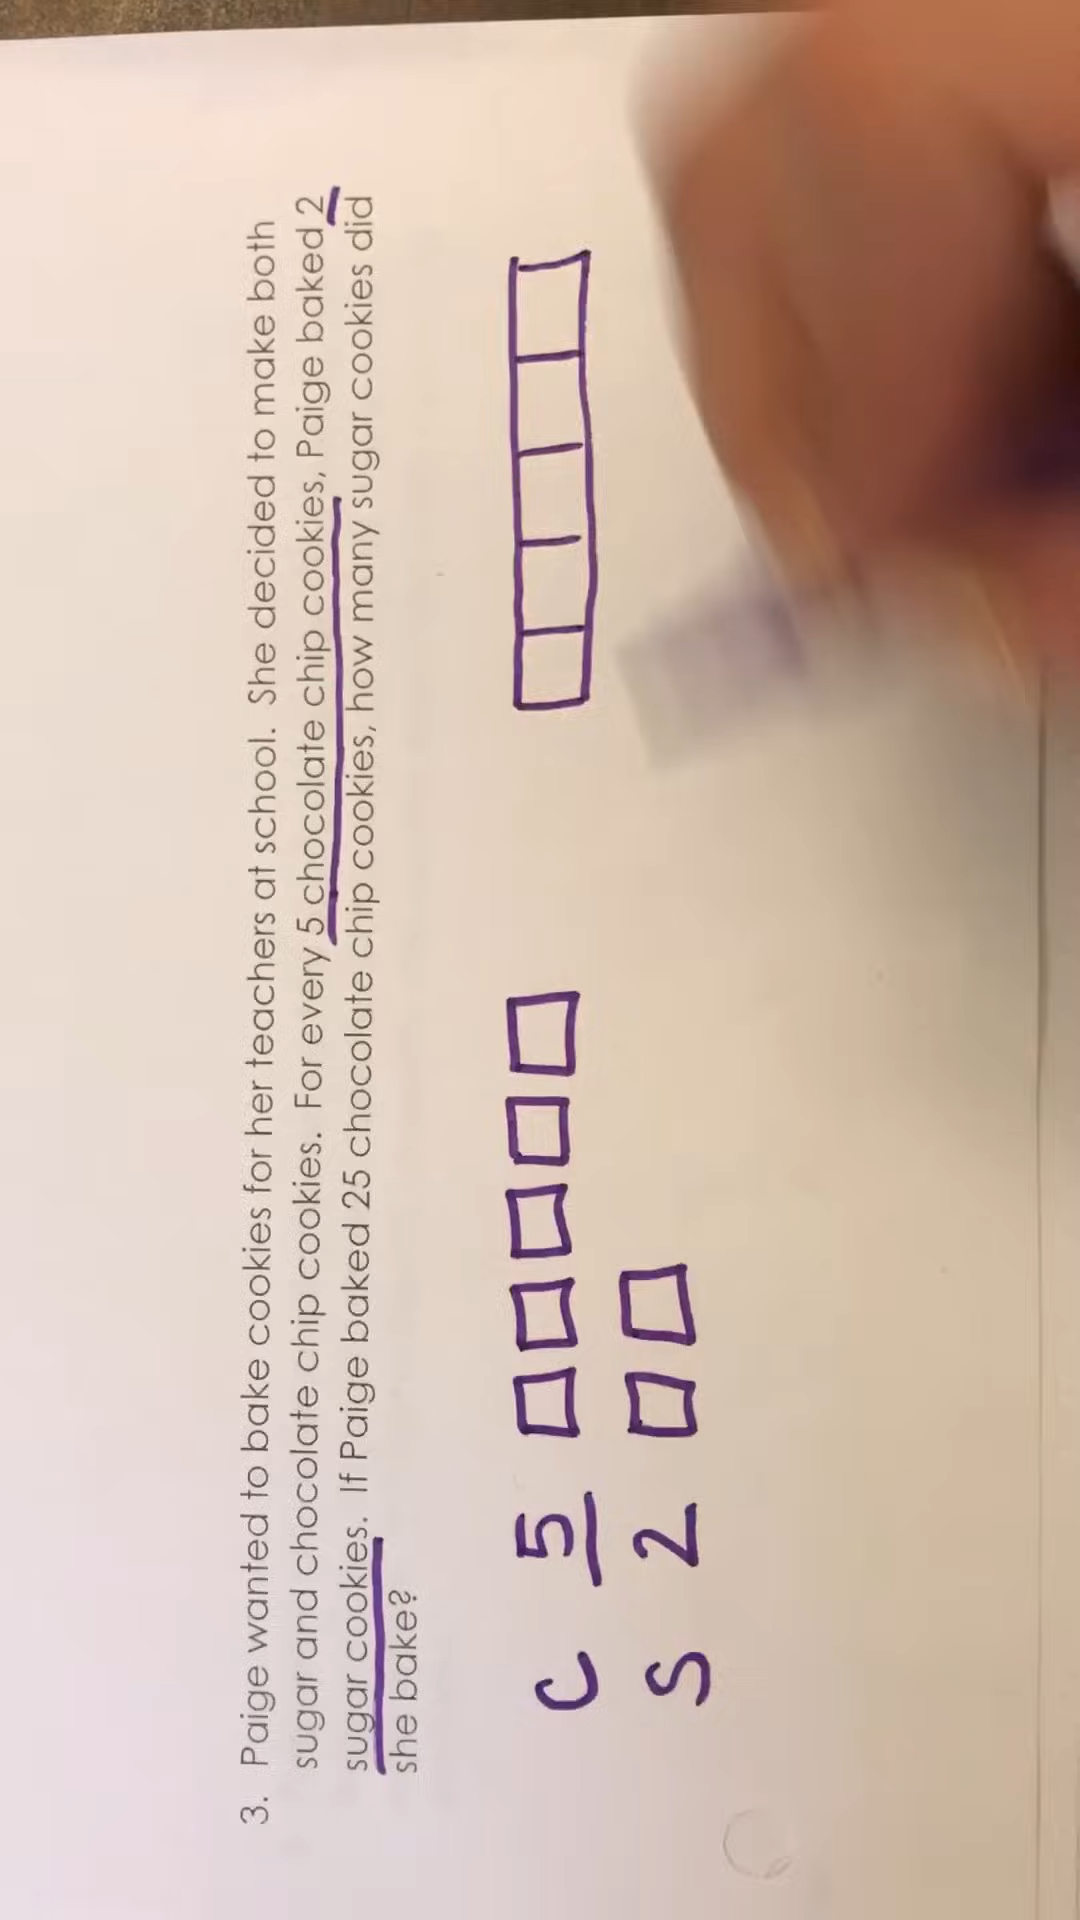 3. Paige wanted to bake cookies for her teachers at school. She decided to make both
sugar and chocolate chip cookies. For every 5 chocolate chip cookies, Paige baked 2
sugar cookies. If Paige baked 25 chocolate chip cookies, how many sugar cookies did
she bake?
C 5
S 2